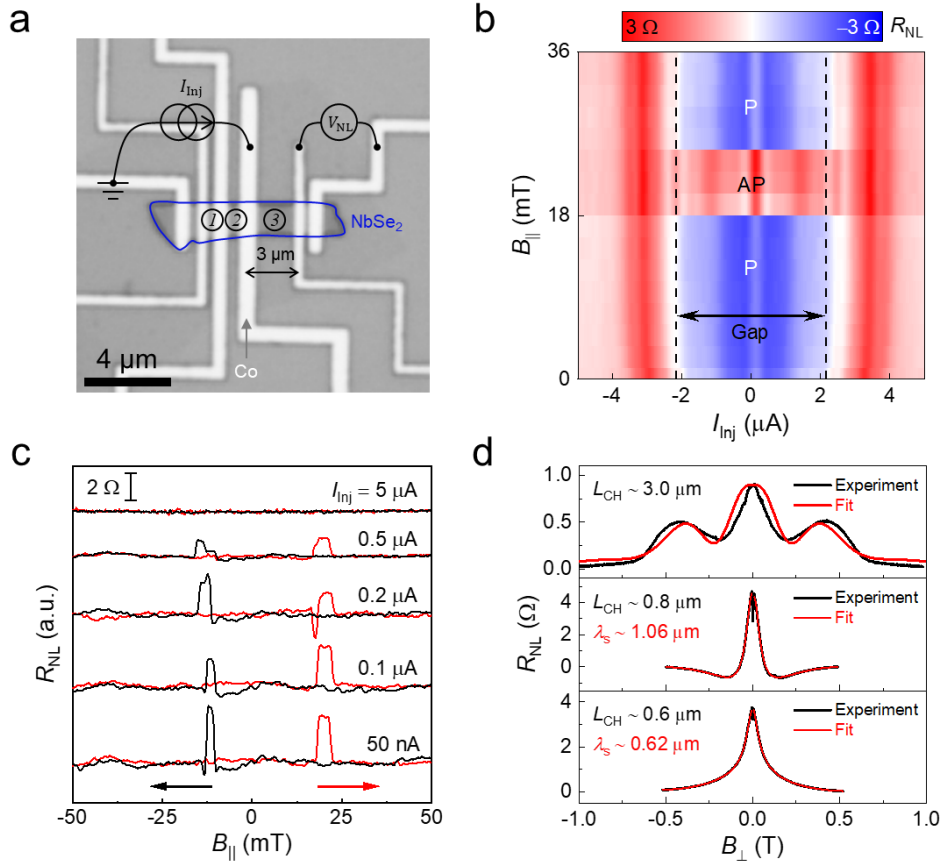 a
I_Inj
V_NL
1 2 3
NbSe₂
3 μm
4 μm
Co
b
3 Ω
–3 Ω
R_NL
36
18
0
B_∥ (mT)
P
AP
P
Gap
-4 -2 0 2 4
I_Inj (μA)
c
2 Ω
I_Inj = 5 μA
0.5 μA
0.2 μA
0.1 μA
50 nA
R_NL (a.u.)
-50 -25 0 25 50
B_∥ (mT)
d
1.0
0.5
0.0
L_CH ~ 3.0 μm
Experiment
Fit
4
2
0
L_CH ~ 0.8 μm
λ_s ~ 1.06 μm
Experiment
Fit
4
2
0
L_CH ~ 0.6 μm
λ_s ~ 0.62 μm
Experiment
Fit
R_NL (Ω)
-1.0 -0.5 0.0 0.5 1.0
B_⊥ (T)